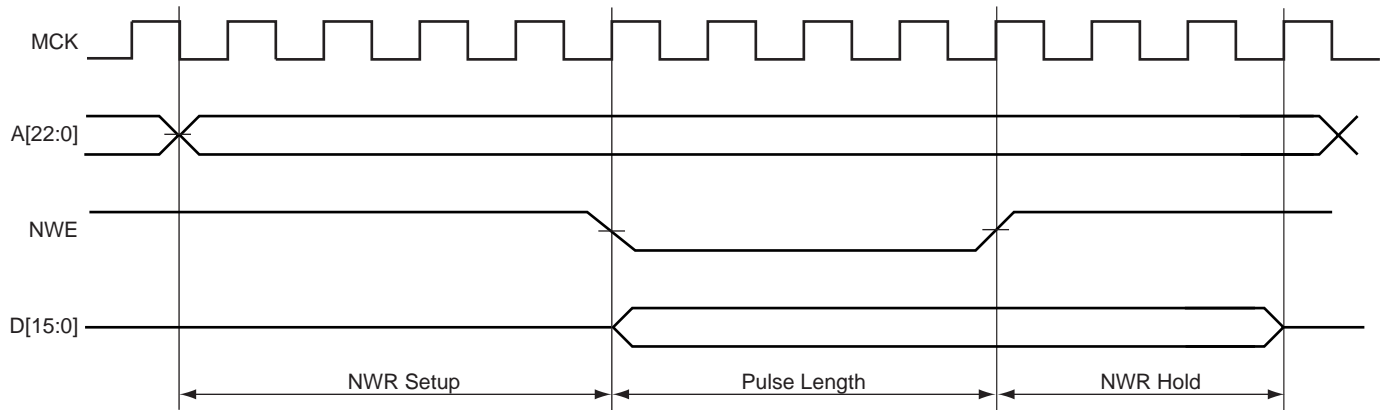 MCK
A[22:0]
NWE
D[15:0]
NWR Setup
Pulse Length
NWR Hold